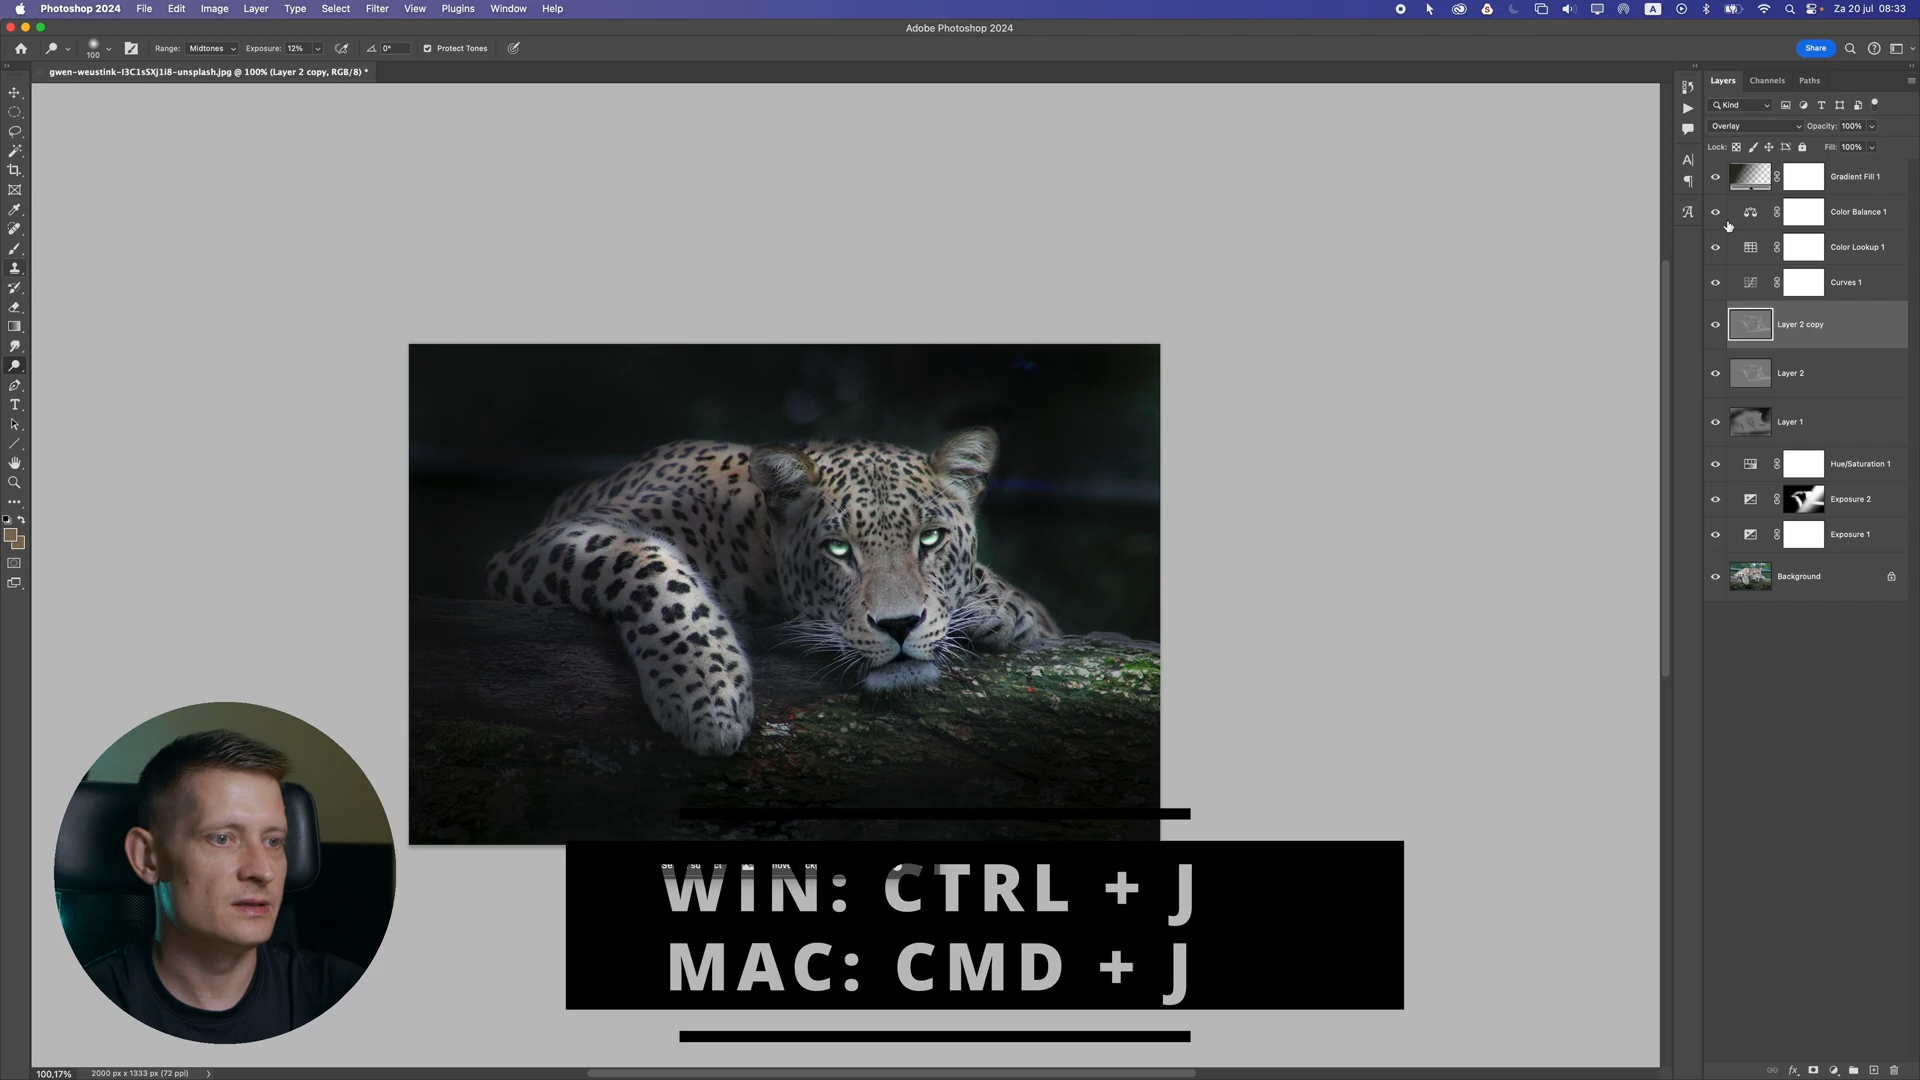 Photoshop 2024 File Edit Image Layer Type Select Filter View Plugins Window Help
A Za 20 jul 08:33
Adobe Photoshop 2024
100 Range: Midtones Exposure: 12% 0° Protect Tones Share
gwen-weustink-I3C1sSXj1i8-unsplash.jpg @ 100% (Layer 2 copy, RGB/8) *
Layers Channels Paths
Kind
Overlay Opacity: 100%
Lock: Fill: 100%
Gradient Fill 1
Color Balance 1
Color Lookup 1
Curves 1
Layer 2 copy
Layer 2
Layer 1
Hue/Saturation 1
Exposure 2
Exposure 1
Background
WIN: CTRL + J
MAC: CMD + J
100,17% 2000 px x 1333 px (72 ppi)